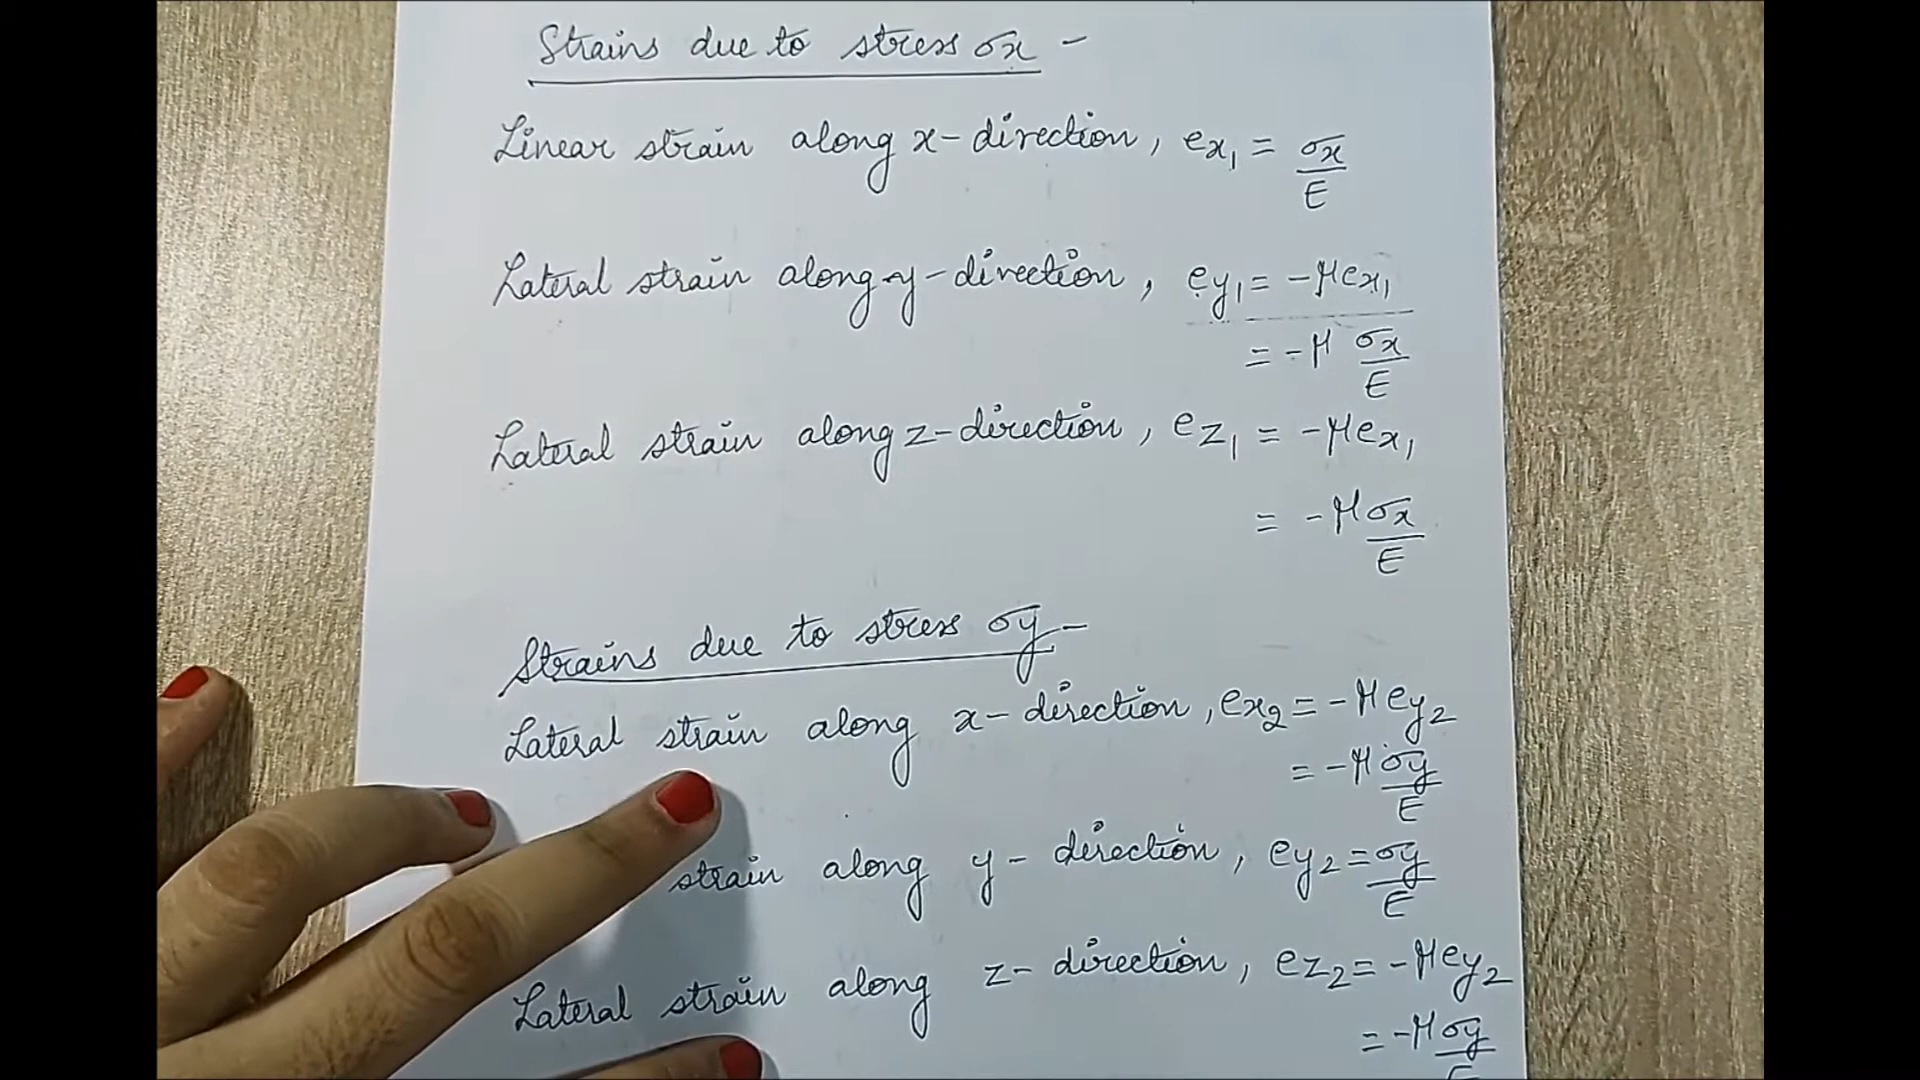 Strains due to stress σx -
Linear strain along x-direction, ex₁ = σx/E
Lateral strain along y-direction, ey₁ = -μex₁
= -μ σx/E
Lateral strain along z-direction, ez₁ = -μex₁
= -μσx/E
Strains due to stress σy -
Lateral strain along x-direction, ex₂ = -μey₂
= -μσy/E
strain along y-direction, ey₂ = σy/E
Lateral strain along z-direction, ez₂ = -μey₂
= -μσy/E